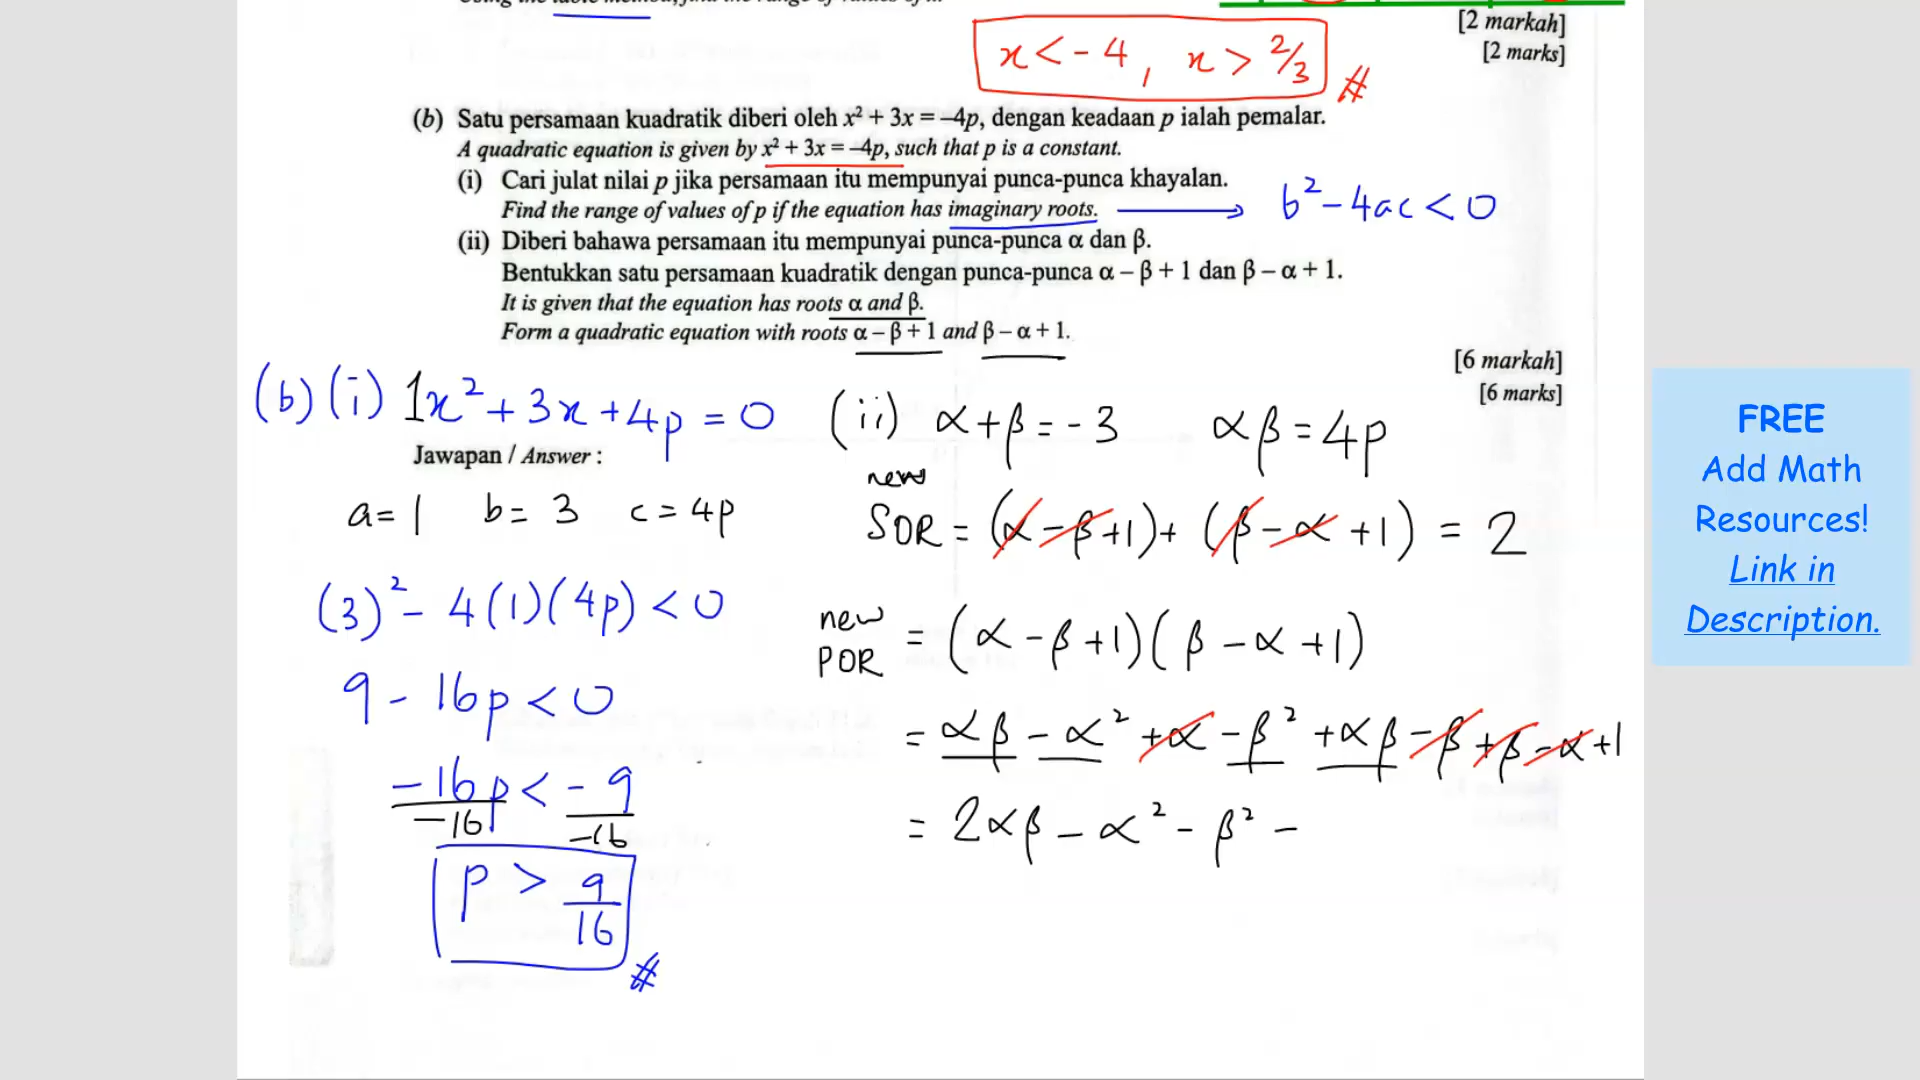 [2 markah]
[2 marks]
x < -4, x > 2/3 #
(b) Satu persamaan kuadratik diberi oleh x² + 3x = –4p, dengan keadaan p ialah pemalar.
A quadratic equation is given by x² + 3x = –4p, such that p is a constant.
(i) Cari julat nilai p jika persamaan itu mempunyai punca-punca khayalan.
Find the range of values of p if the equation has imaginary roots. → b² - 4ac < 0
(ii) Diberi bahawa persamaan itu mempunyai punca-punca α dan β.
Bentukkan satu persamaan kuadratik dengan punca-punca α – β + 1 dan β – α + 1.
It is given that the equation has roots α and β.
Form a quadratic equation with roots α – β + 1 and β – α + 1.
[6 markah]
[6 marks]
(b) (i) 1x² + 3x + 4p = 0
Jawapan / Answer :
a = 1 b = 3 c = 4p
(3)² - 4(1)(4p) < 0
9 - 16p < 0
-16p < -9
-16 -16
p > 9/16 #
(ii) α + β = -3 αβ = 4p
new
SOR = (α - β + 1) + (β - α + 1) = 2
new
POR = (α - β + 1)(β - α + 1)
= αβ - α² + α - β² + αβ - β + β - α + 1
= 2αβ - α² - β² -
FREE
Add Math
Resources!
Link in
Description.